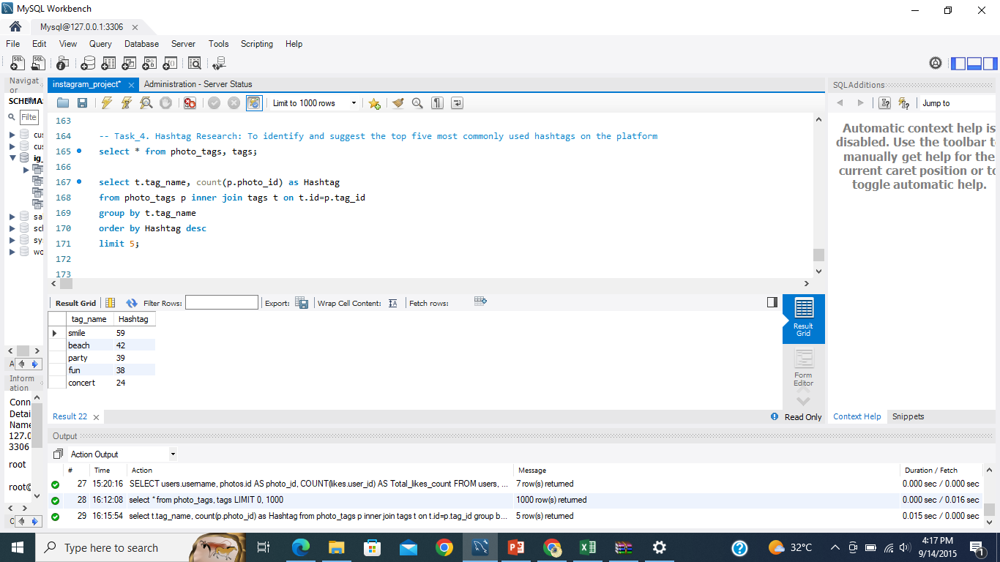 MySQL Workbench
Mysql@127.0.0.1:3306
File Edit View Query Database Server Tools Scripting Help
Navigat
or
SCHEMA
Filte
cus
cus
ig_
sal
scl
sy
wo
A
Inform
ation
Conn
Detai
Name
127.0
3306
root
root@
C
instagram_project* Administration - Server Status
Limit to 1000 rows
163
164 -- Task_4. Hashtag Research: To identify and suggest the top five most commonly used hashtags on the platform
165 select * from photo_tags, tags;
166
167 select t.tag_name, count(p.photo_id) as Hashtag
168 from photo_tags p inner join tags t on t.id=p.tag_id
169 group by t.tag_name
170 order by Hashtag desc
171 limit 5;
172
173
Result Grid Filter Rows: Export: Wrap Cell Content: Fetch rows:
tag_name Hashtag
smile 59
beach 42
party 39
fun 38
concert 24
Result
Grid
Form
Editor
Result 22 Read Only
SQLAdditions
Jump to
Automatic context help is
disabled. Use the toolbar t
manually get help for the
current caret position or to
toggle automatic help.
Context Help Snippets
Output
Action Output
# Time Action Message Duration / Fetch
27 15:20:16 SELECT users.username, photos.id AS photo_id, COUNT(likes.user_id) AS Total_likes_count FROM users, ... 7 row(s) returned 0.000 sec / 0.000 sec
28 16:12:08 select * from photo_tags, tags LIMIT 0, 1000 1000 row(s) returned 0.000 sec / 0.016 sec
29 16:15:54 select t.tag_name, count(p.photo_id) as Hashtag from photo_tags p inner join tags t on t.id=p.tag_id group b... 5 row(s) returned 0.015 sec / 0.000 sec
Type here to search
32°C
4:17 PM
9/14/2015
1